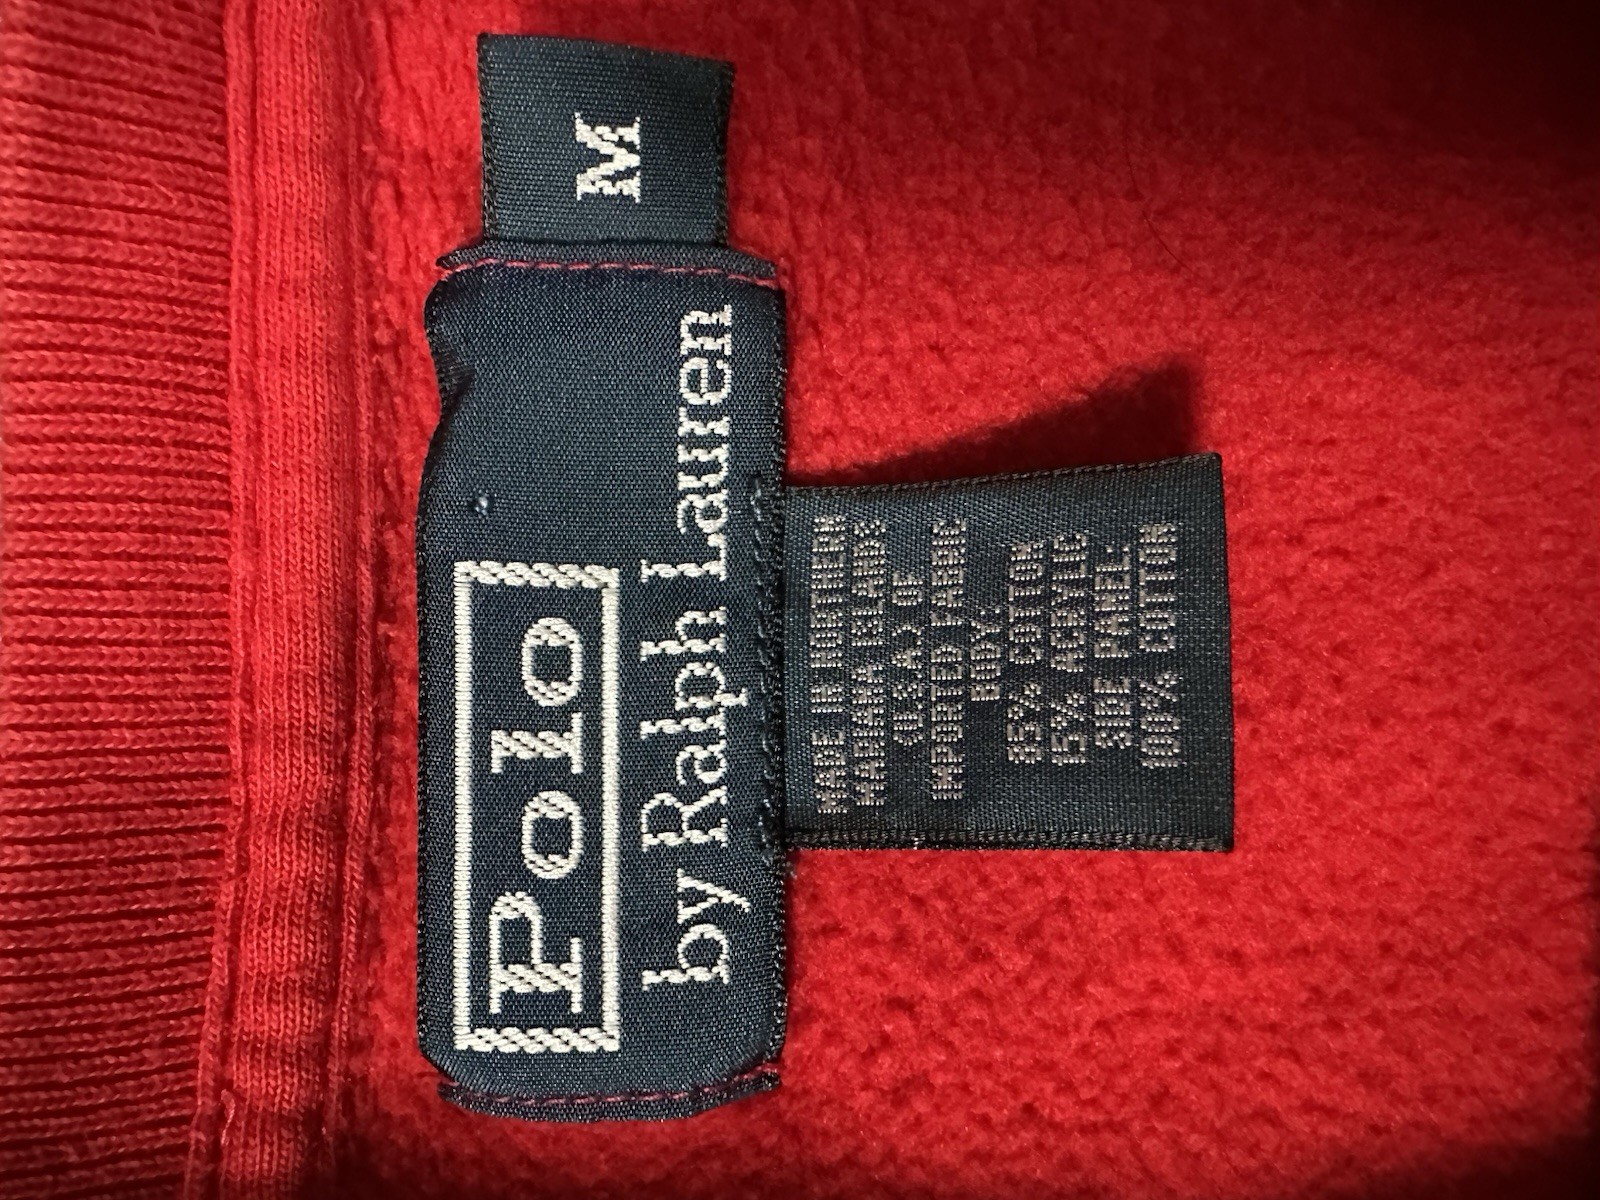 Polo
by Ralph Lauren
M
MADE IN NORTHERN
MARIANA ISLANDS
(U.S.A.) OF
IMPORTED FABRIC
BODY:
85% COTTON
15% ACRYLIC
SIDE PANEL:
100% COTTON